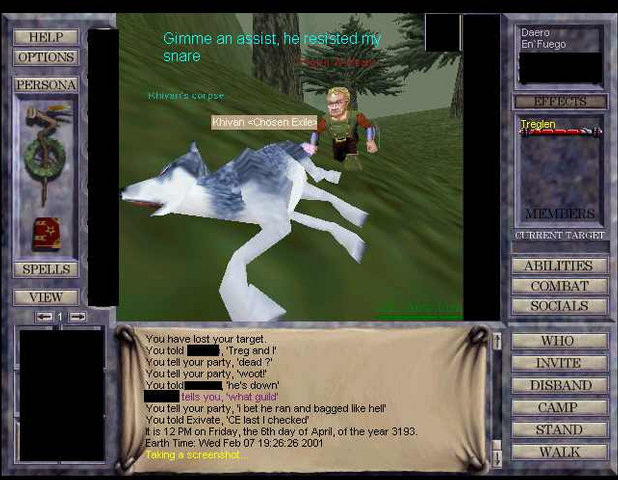 HELP
OPTIONS
PERSONA
SPELLS
VIEW
1
Gimme an assist, he resisted my
snare
Khivan's corpse
Khivan <Chosen Exile>
Daero
En'Fuego
EFFECTS
Treglen
MEMBERS
CURRENT TARGET
ABILITIES
COMBAT
SOCIALS
WHO
INVITE
DISBAND
CAMP
STAND
WALK
You have lost your target.
You told , 'Treg and I'
You tell your party, 'dead ?'
You tell your party, 'woot!'
You told , 'he's down'
tells you, 'what guild'
You tell your party, 'i bet he ran and bagged like hell'
You told Exivate, 'CE last I checked'
It is 12 PM on Friday, the 6th day of April, of the year 3193.
Earth Time: Wed Feb 07 19:26:26 2001
Taking a screenshot...